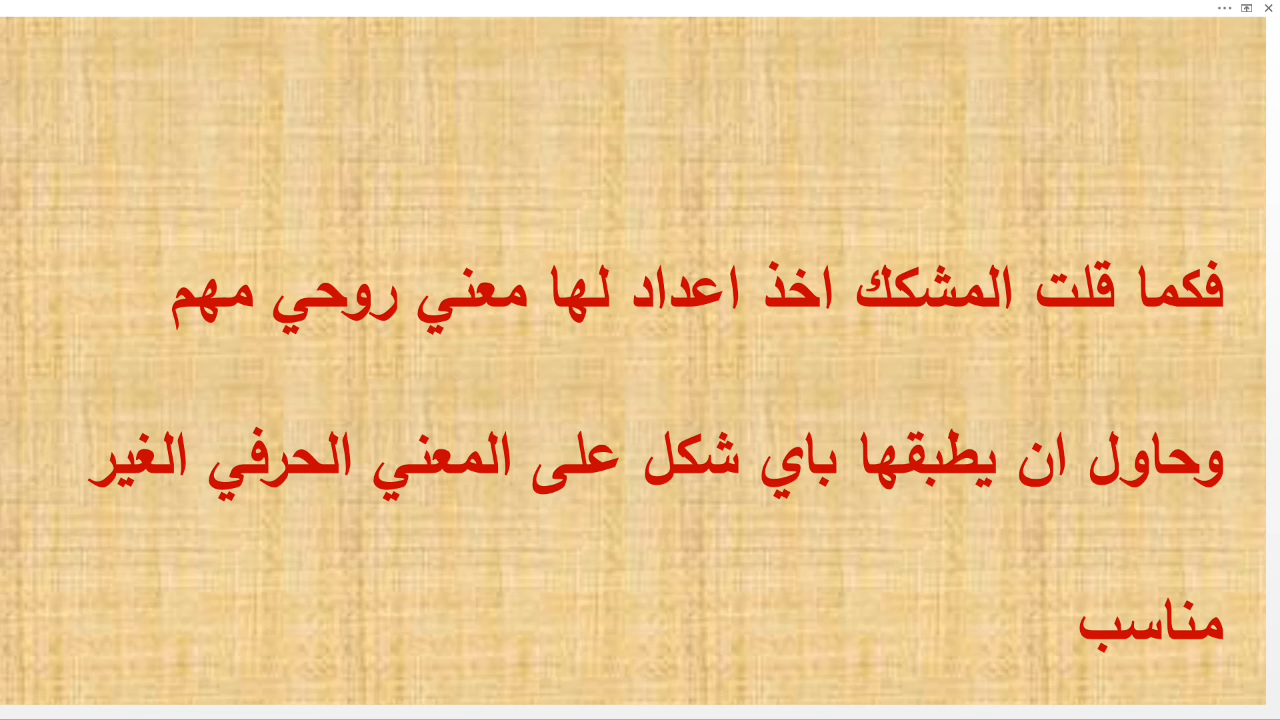 فكما قلت المشكك اخذ اعداد لها معني روحي مهم
وحاول ان يطبقها باي شكل على المعني الحرفي الغير
مناسب